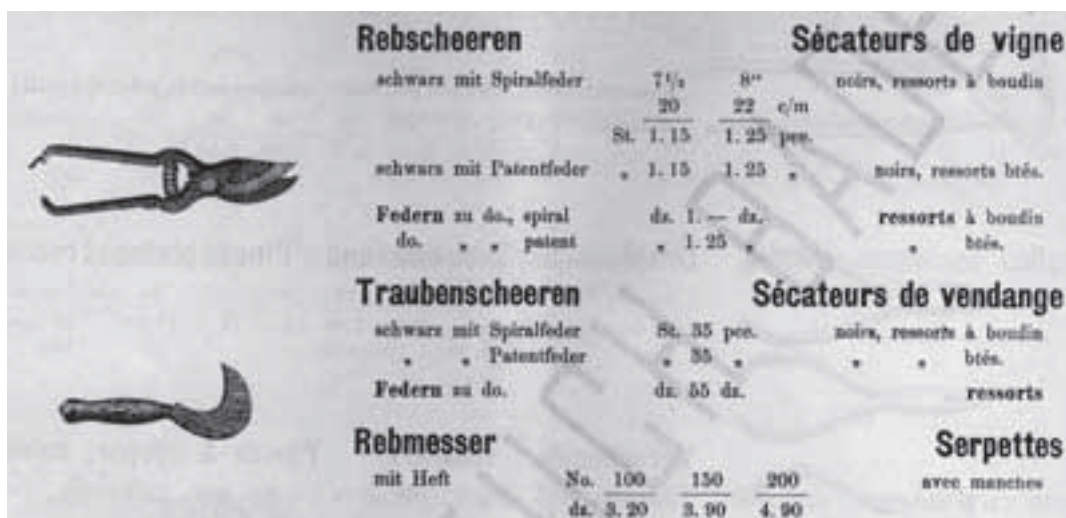 Rebscheeren Sécateurs de vigne
schwarz mit Spiralfeder 7 1/2 8" noirs, ressorts à boudin
20 22 c/m
St. 1.15 1.25 pce.
schwarz mit Patentfeder „ 1.15 1.25 „ noirs, ressorts btés.
Federn zu do., spiral dz. 1.— dz. ressorts à boudin
do. „ „ patent „ 1.25 „ „ btés.
Traubenscheeren Sécateurs de vendange
schwarz mit Spiralfeder St. 35 pce. noirs, ressorts à boudin
„ „ Patentfeder „ 35 „ „ „ btés.
Federn zu do. dz. 55 dz. ressorts
Rebmesser Serpettes
mit Heft No. 100 150 200 avec manches
dz. 3.20 3.90 4.90